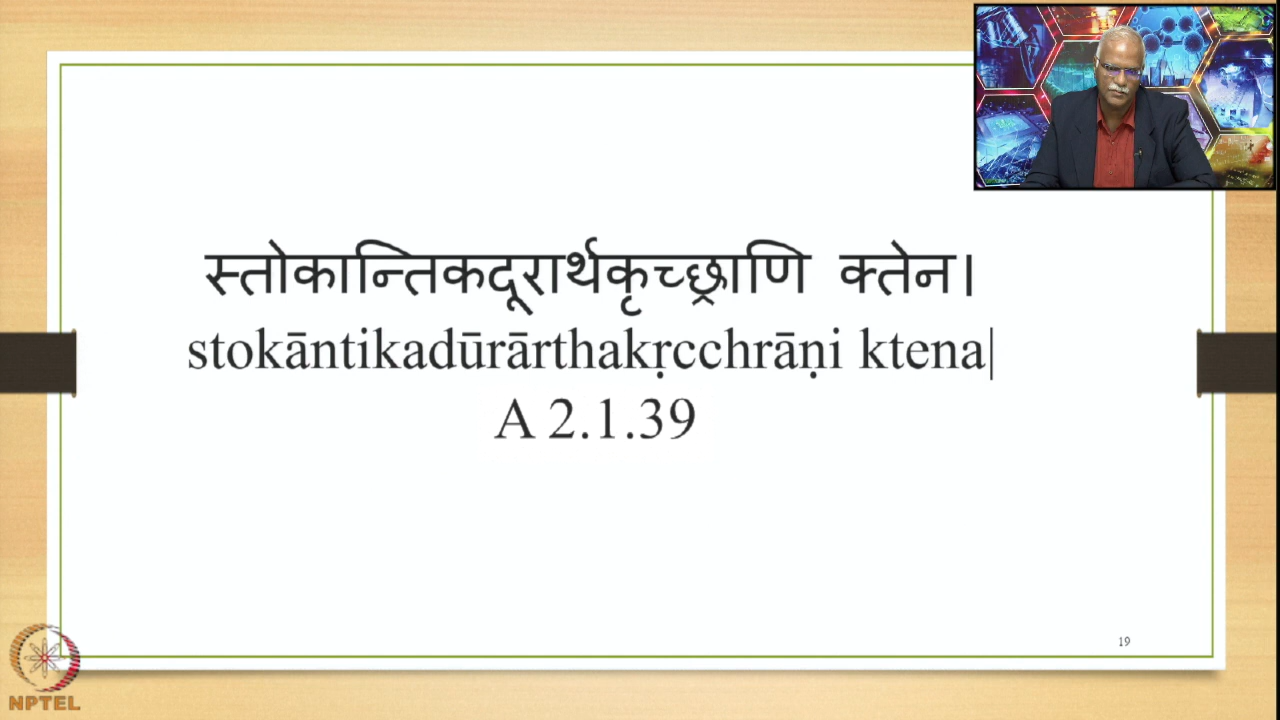 स्तोकान्तिकदूरार्थकृच्छ्राणि क्तेन।
stokāntikadūrārthakṛcchrāṇi ktena|
A 2.1.39
19
NPTEL